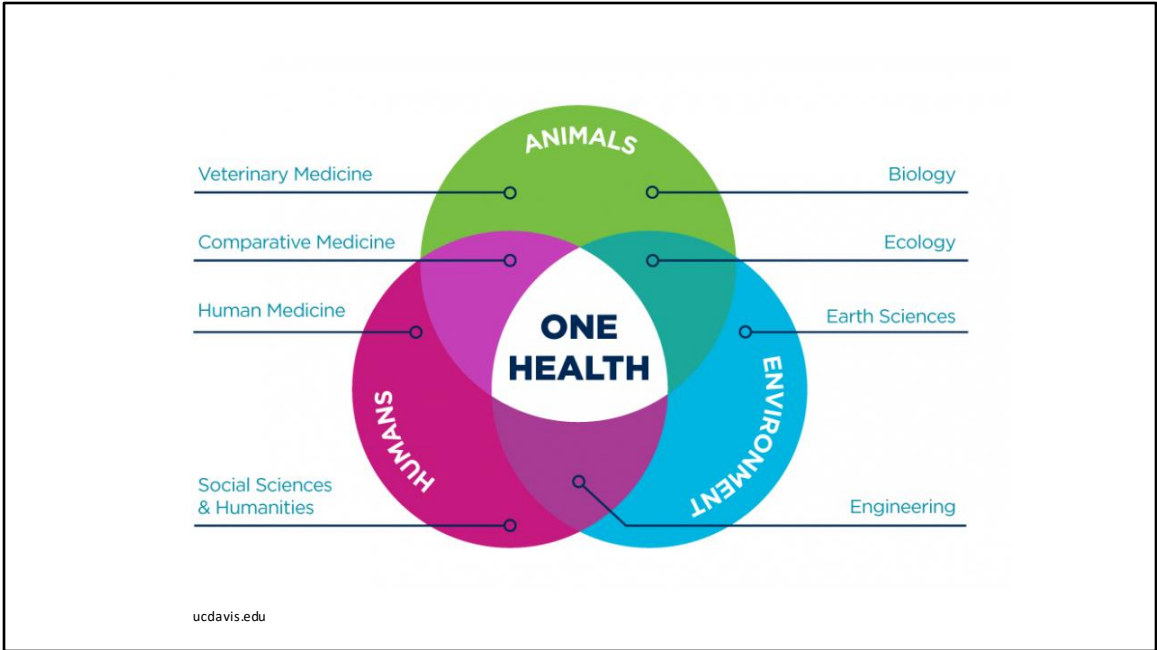 ANIMALS
Veterinary Medicine
Biology
Comparative Medicine
Ecology
Human Medicine
Earth Sciences
ONE
HEALTH
HUMANS
ENVIRONMENT
Social Sciences
& Humanities
Engineering
ucdavis.edu